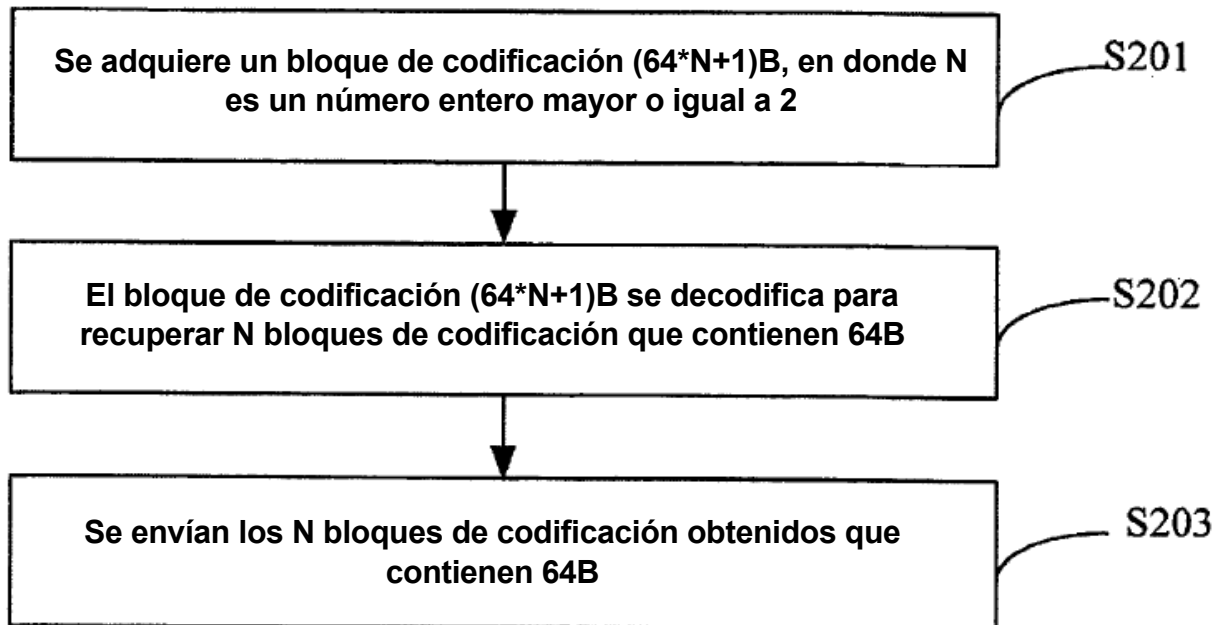 Se adquiere un bloque de codificación (64*N+1)B, en donde N
es un número entero mayor o igual a 2
S201
El bloque de codificación (64*N+1)B se decodifica para
recuperar N bloques de codificación que contienen 64B
S202
Se envían los N bloques de codificación obtenidos que
contienen 64B
S203